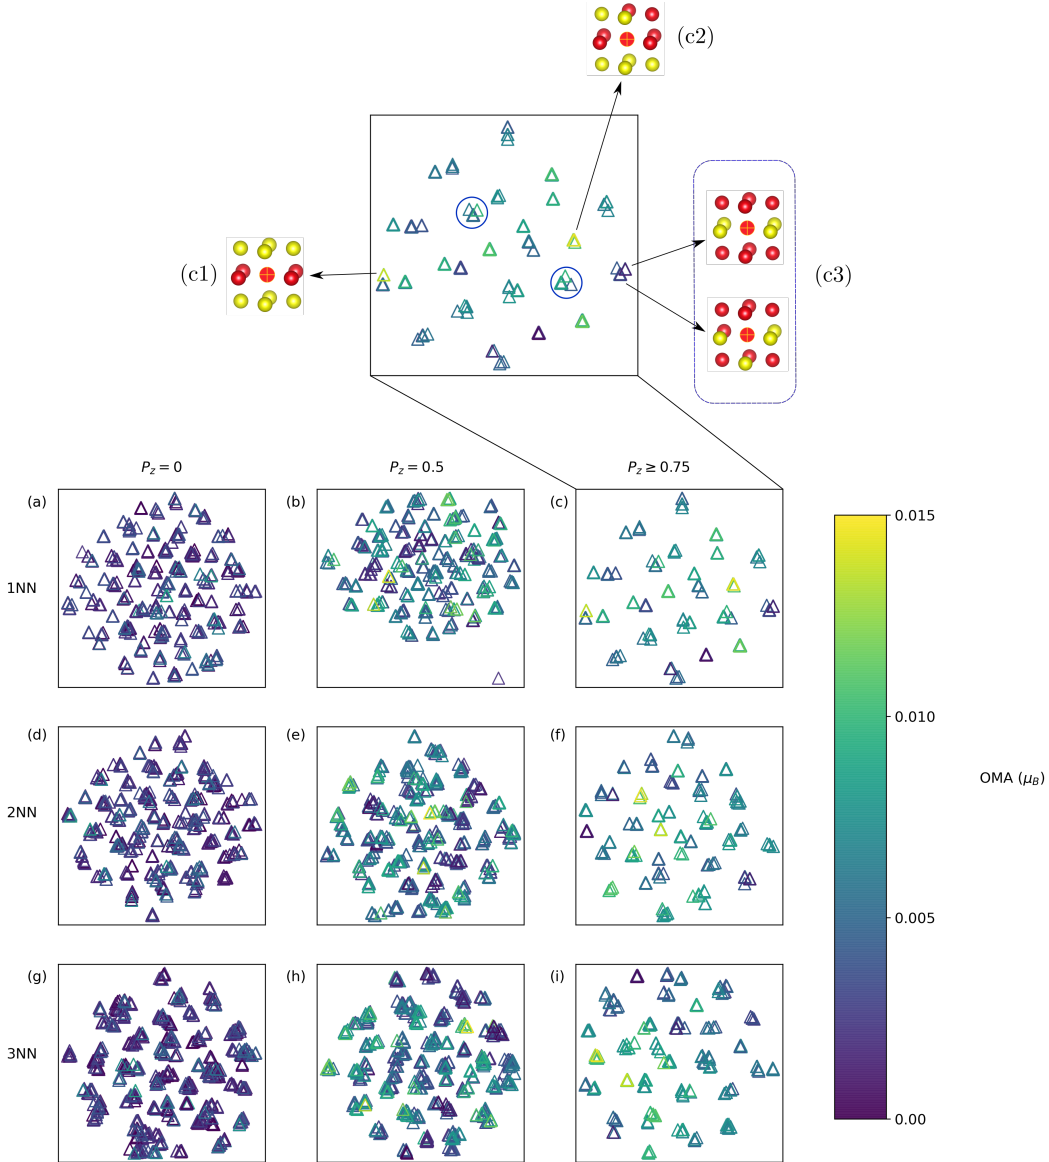 (c2)
(c1)
(c3)
P_z = 0
P_z = 0.5
P_z ≥ 0.75
(a)
(b)
(c)
1NN
(d)
(e)
(f)
2NN
(g)
(h)
(i)
3NN
0.015
0.010
0.005
0.00
OMA (μ_B)